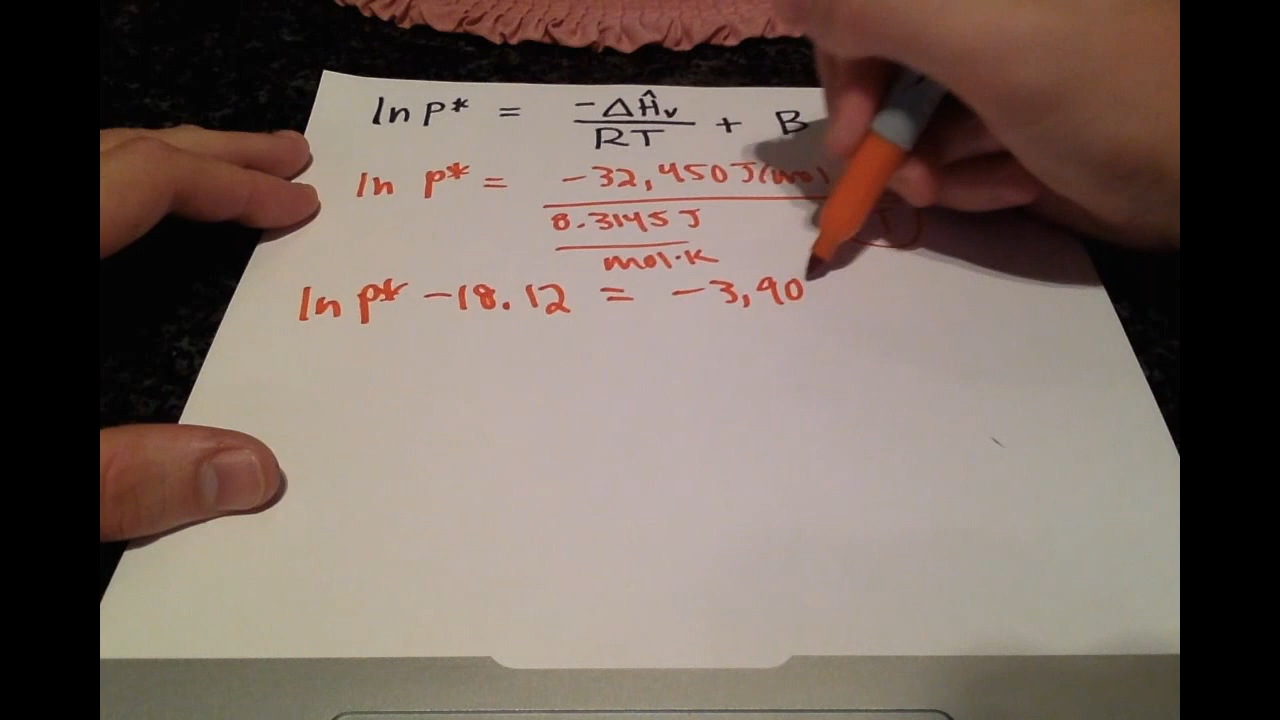 ln P* = -ΔĤv + B
RT
ln p* = -32,450 J/mol
8.3145 J T
mol·K
ln p* -18.12 = -3,90